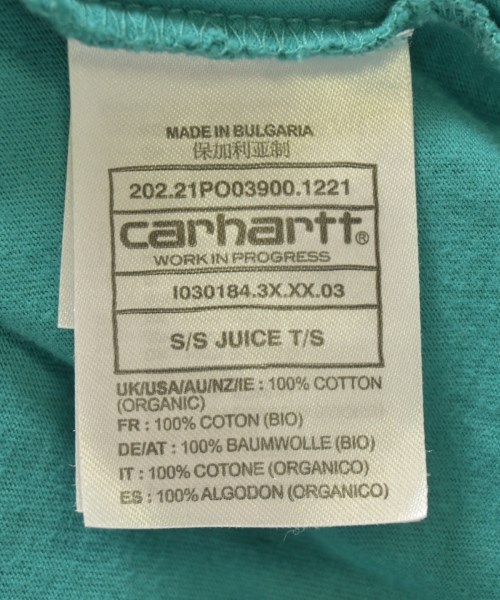 MADE IN BULGARIA
保加利亚制
202.21PO03900.1221
carhartt®
WORK IN PROGRESS
I030184.3X.XX.03
S/S JUICE T/S
UK/USA/AU/NZ/IE : 100% COTTON
(ORGANIC)
FR : 100% COTON (BIO)
DE/AT : 100% BAUMWOLLE (BIO)
IT : 100% COTONE (ORGANICO)
ES : 100% ALGODON (ORGANICO)